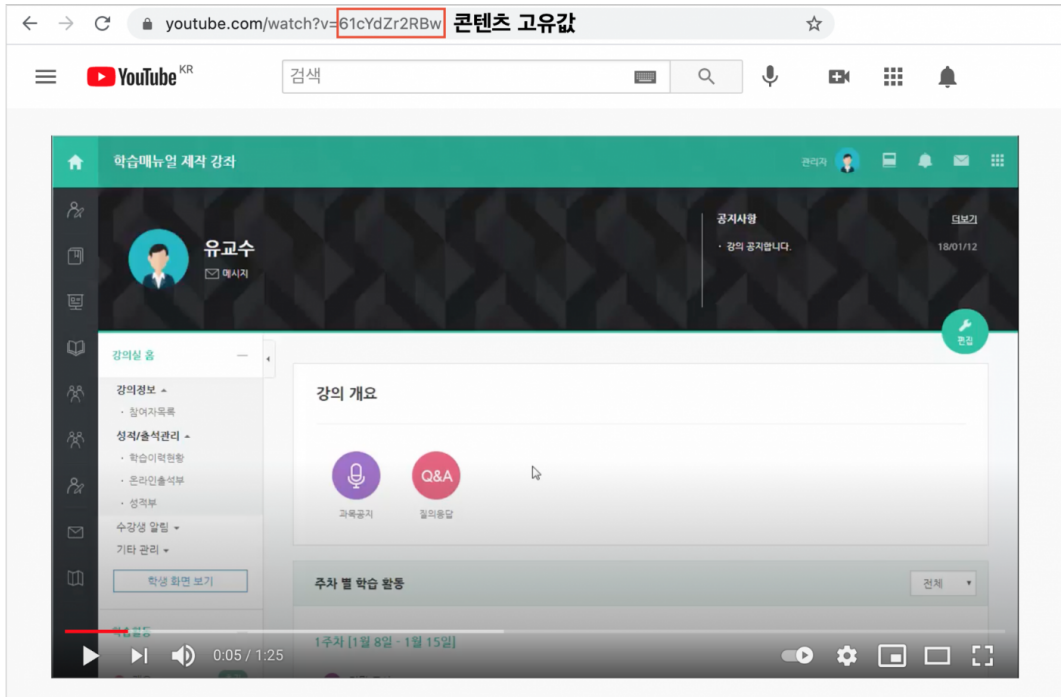 youtube.com/watch?v=61cYdZr2RBw 콘텐츠 고유값
YouTube KR
검색
학습매뉴얼 제작 강좌
관리자
유교수
메시지
공지사항
더보기
· 강의 공지합니다.
18/01/12
편집
강의실 홈
강의정보
· 참여자목록
성적/출석관리
· 학습이력현황
· 온라인출석부
· 성적부
수강생 알림
기타 관리
학생 화면 보기
강의 개요
Q&A
과목공지
질의응답
주차 별 학습 활동
전체
1주차 [1월 8일 - 1월 15일]
학습활동
0:05 / 1:25